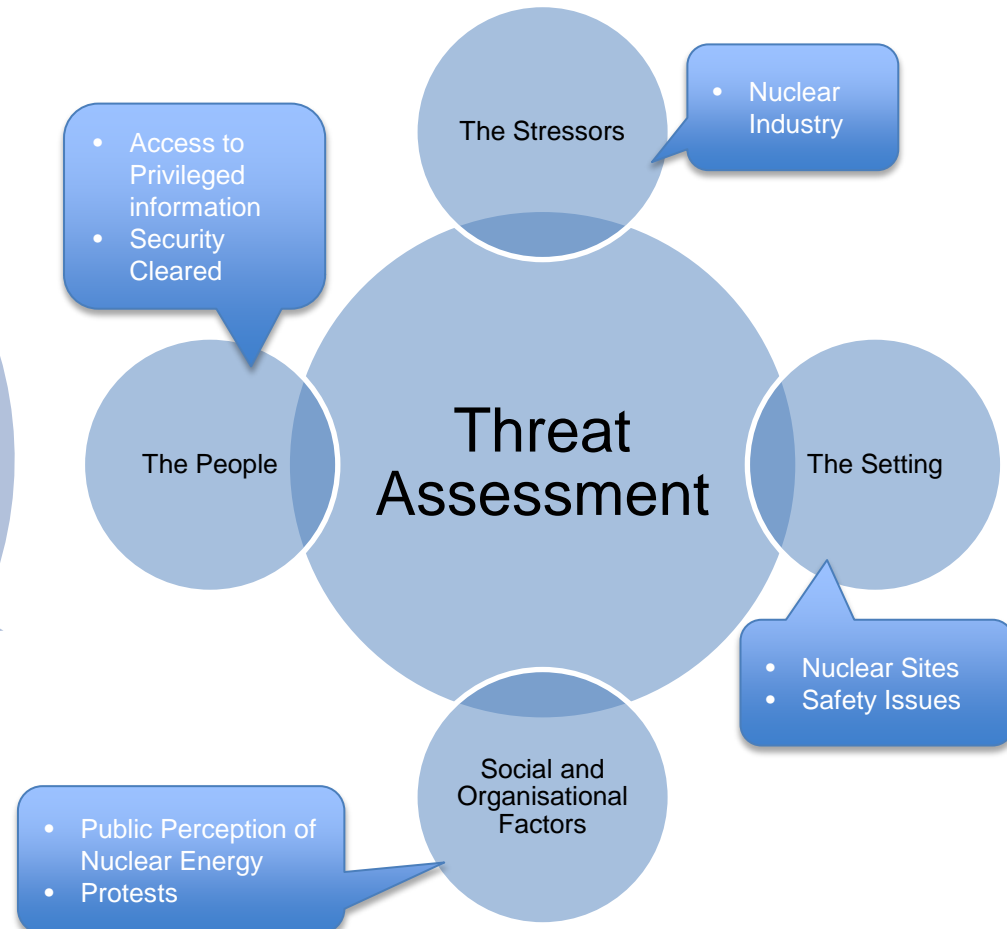 The Stressors
• Nuclear
Industry
• Access to
Privileged
information
• Security
Cleared
The People
Threat
Assessment
The Setting
• Nuclear Sites
• Safety Issues
Social and
Organisational
Factors
• Public Perception of
Nuclear Energy
• Protests